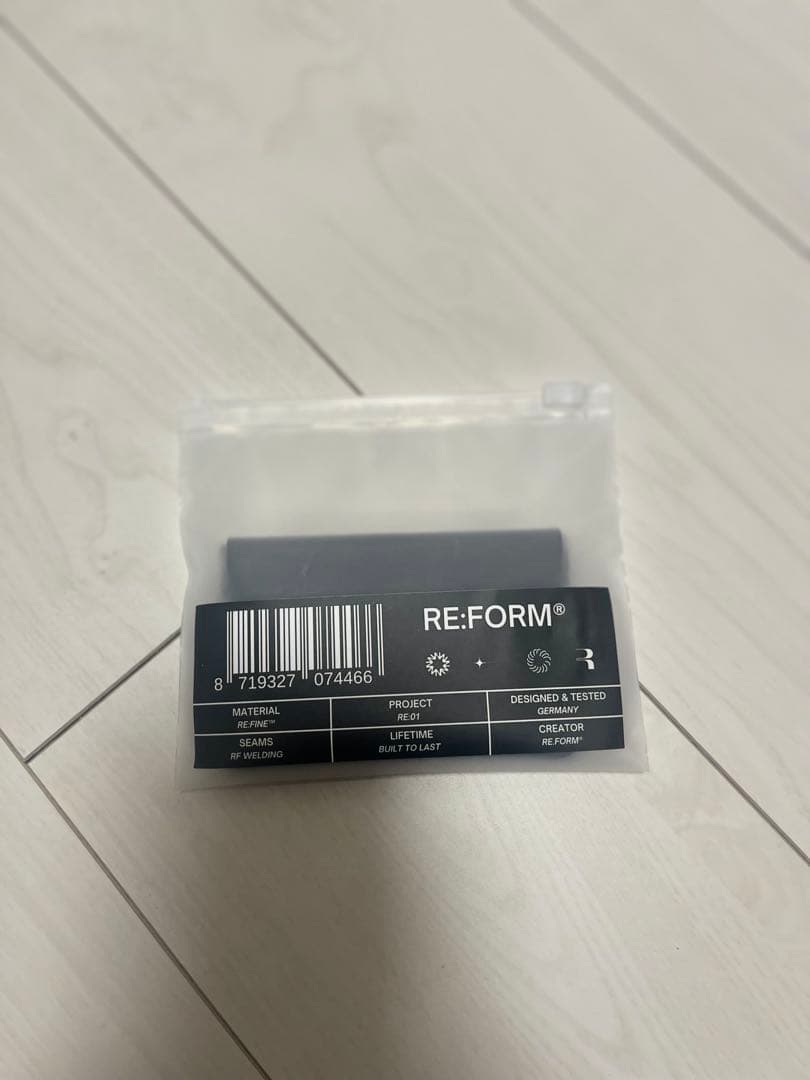 RE:FORM®
8 719327 074466
MATERIAL
RE:FINE™
PROJECT
RE:01
DESIGNED & TESTED
GERMANY
SEAMS
RF WELDING
LIFETIME
BUILT TO LAST
CREATOR
RE.FORM®